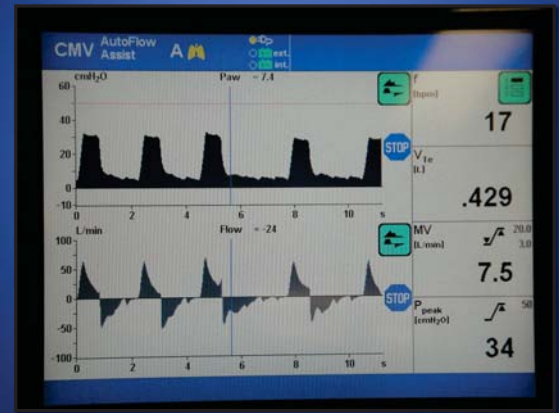 CMV AutoFlow Assist A
ext.
int.
cmH₂O Paw = 7.4
60
40
20
0
-10
0 2 4 6 8 10 s
STOP
L/min Flow = -24
100
50
0
-50
-100
0 2 4 6 8 10 s
STOP
f
[bpm]
17
V te
[L]
.429
MV 20.0
[L/min] 3.0
7.5
P peak 50
[cmH₂O]
34